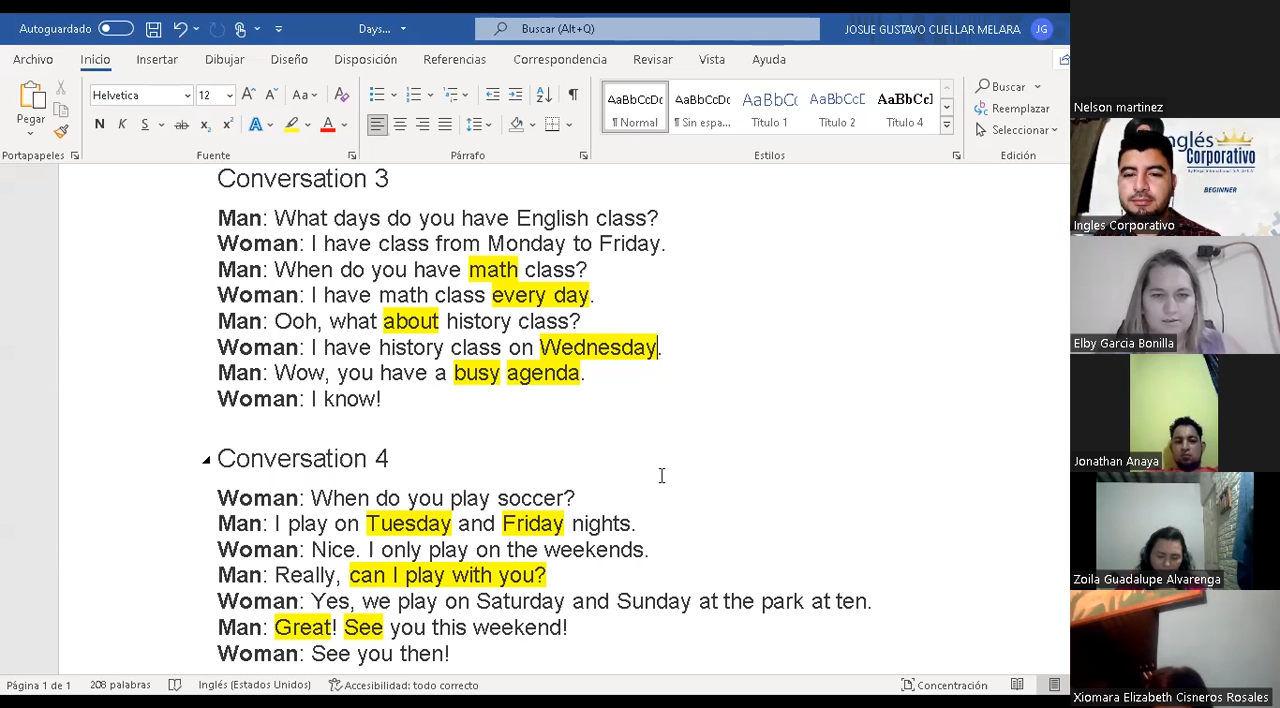 Autoguardado
Days...
Buscar (Alt+Q)
JOSUE GUSTAVO CUELLAR MELARA
JG
Archivo
Inicio
Insertar
Dibujar
Diseño
Disposición
Referencias
Correspondencia
Revisar
Vista
Ayuda
Pegar
Helvetica
12
N K S ab x₂ x²
AaBbCcDc
¶ Normal
AaBbCcDc
¶ Sin espa...
AaBbCc
Título 1
AaBbCcD
Título 2
AaBbCcI
Título 4
Buscar
Reemplazar
Seleccionar
Portapapeles
Fuente
Párrafo
Estilos
Edición
Conversation 3
Man: What days do you have English class?
Woman: I have class from Monday to Friday.
Man: When do you have math class?
Woman: I have math class every day.
Man: Ooh, what about history class?
Woman: I have history class on Wednesday.
Man: Wow, you have a busy agenda.
Woman: I know!
Conversation 4
Woman: When do you play soccer?
Man: I play on Tuesday and Friday nights.
Woman: Nice. I only play on the weekends.
Man: Really, can I play with you?
Woman: Yes, we play on Saturday and Sunday at the park at ten.
Man: Great! See you this weekend!
Woman: See you then!
Página 1 de 1
208 palabras
Inglés (Estados Unidos)
Accesibilidad: todo correcto
Concentración
Nelson martinez
Inglés
Corporativo
BEGINNER
Ingles Corporativo
Elby Garcia Bonilla
Jonathan Anaya
Zoila Guadalupe Alvarenga
Xiomara Elizabeth Cisneros Rosales